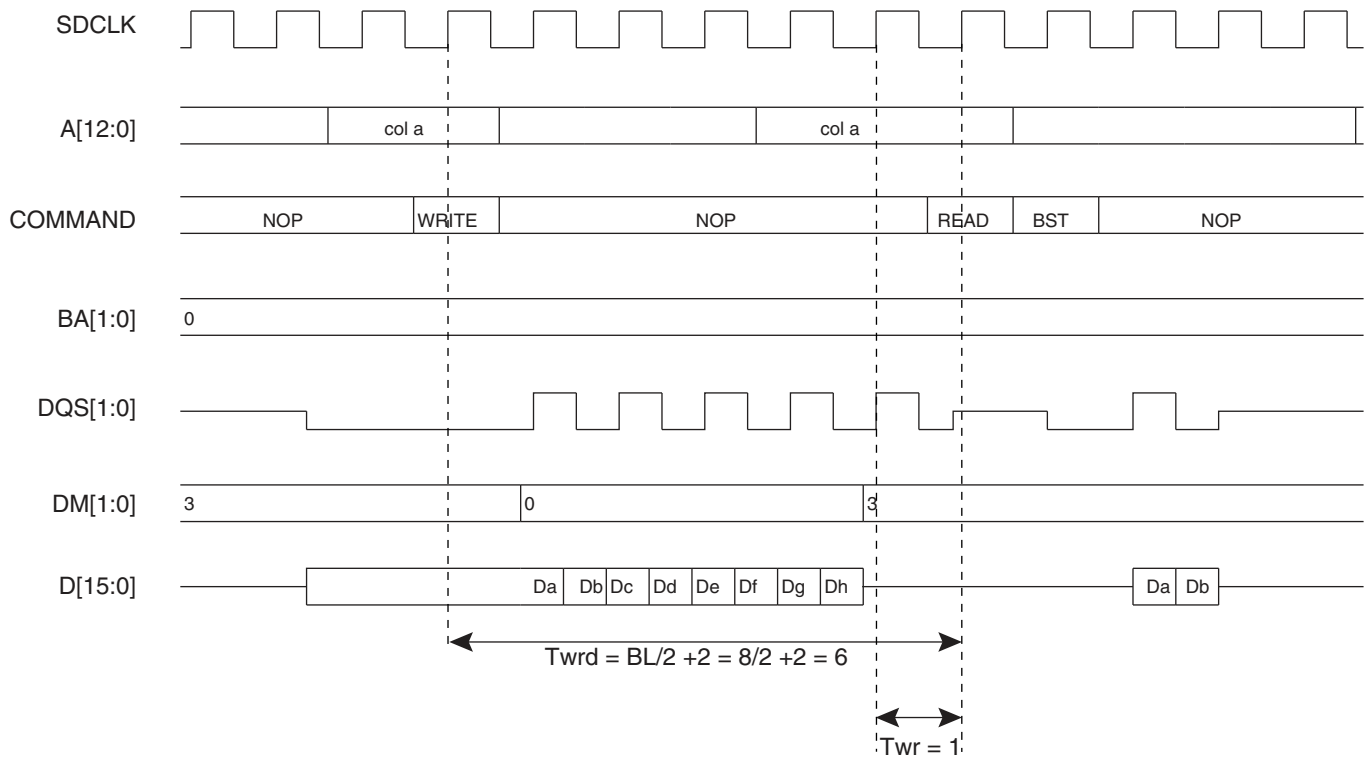 SDCLK
A[12:0] col a col a
COMMAND NOP WRITE NOP READ BST NOP
BA[1:0] 0
DQS[1:0]
DM[1:0] 3 0 3
D[15:0] Da Db Dc Dd De Df Dg Dh Da Db
Twrd = BL/2 +2 = 8/2 +2 = 6
Twr = 1